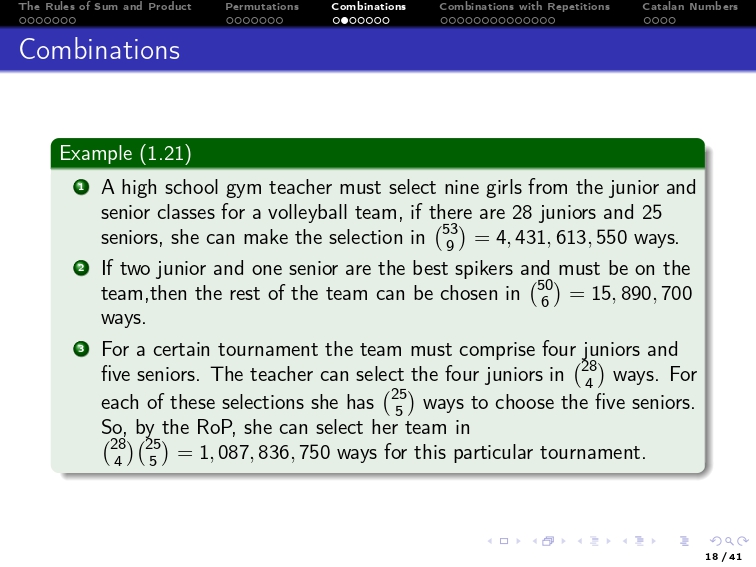 The Rules of Sum and Product Permutations Combinations Combinations with Repetitions Catalan Numbers
Combinations
Example (1.21)
1 A high school gym teacher must select nine girls from the junior and
senior classes for a volleyball team, if there are 28 juniors and 25
seniors, she can make the selection in (53 9) = 4, 431, 613, 550 ways.
2 If two junior and one senior are the best spikers and must be on the
team,then the rest of the team can be chosen in (50 6) = 15, 890, 700
ways.
3 For a certain tournament the team must comprise four juniors and
five seniors. The teacher can select the four juniors in (28 4) ways. For
each of these selections she has (25 5) ways to choose the five seniors.
So, by the RoP, she can select her team in
(28 4)(25 5) = 1, 087, 836, 750 ways for this particular tournament.
18 / 41